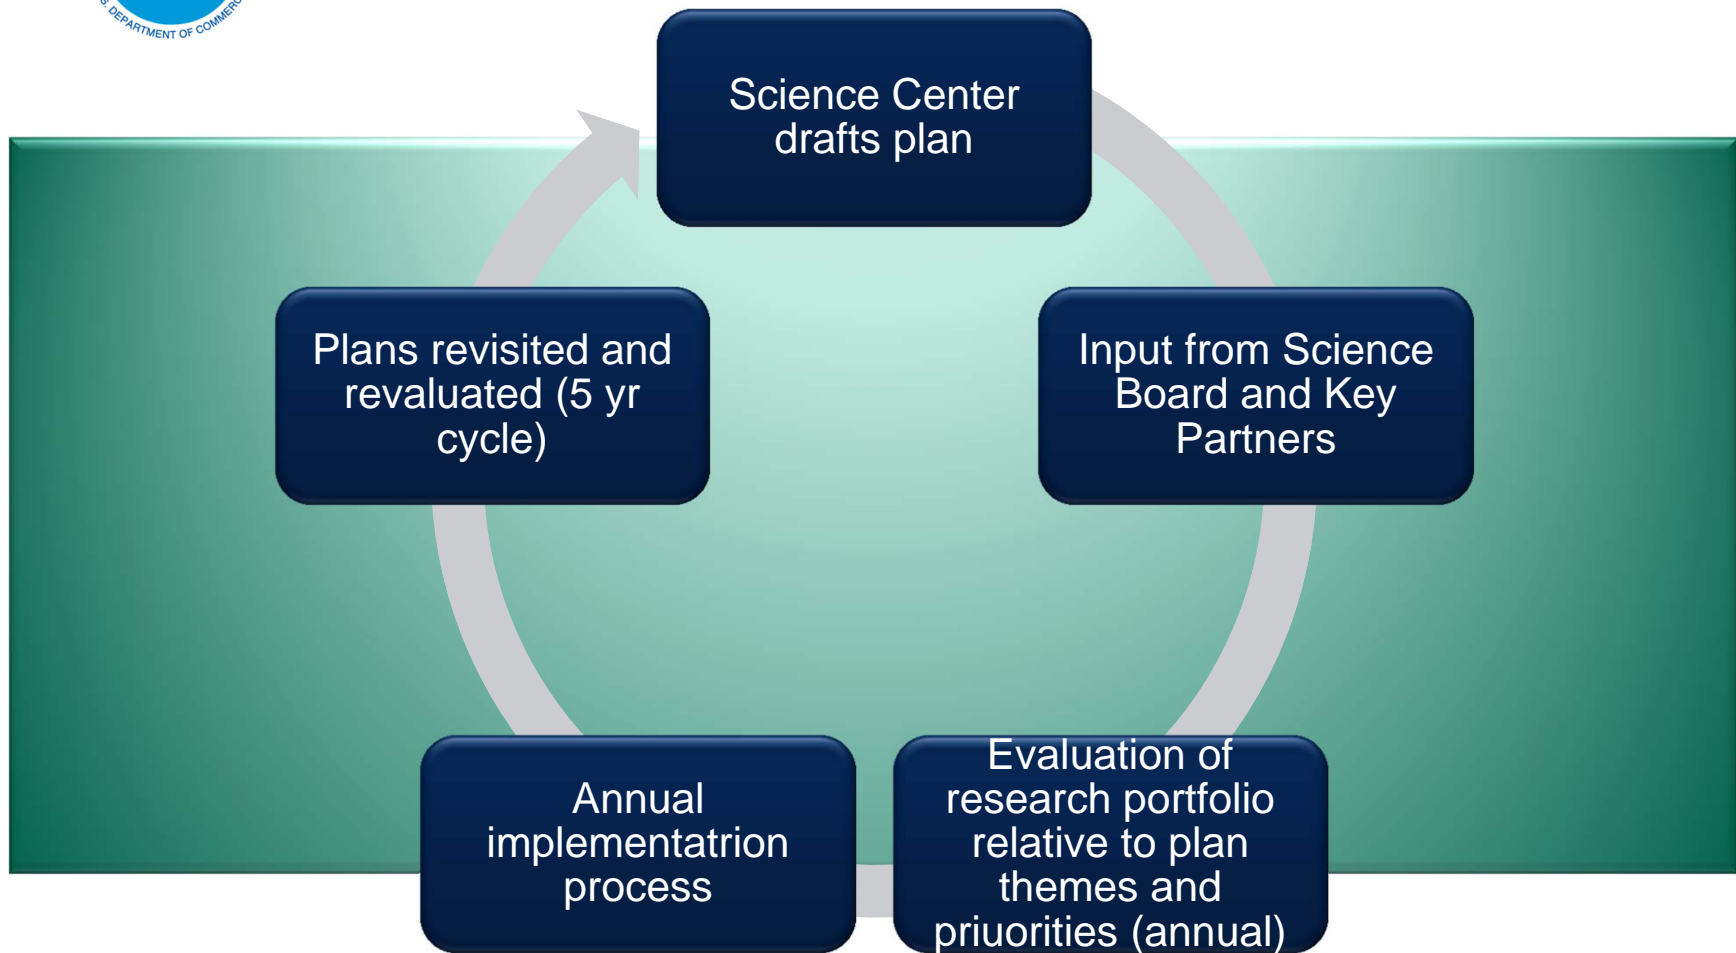 S. DEPARTMENT OF COMMER
Science Center
drafts plan
Input from Science
Board and Key
Partners
Evaluation of
research portfolio
relative to plan
themes and
priuorities (annual)
Annual
implementatrion
process
Plans revisited and
revaluated (5 yr
cycle)